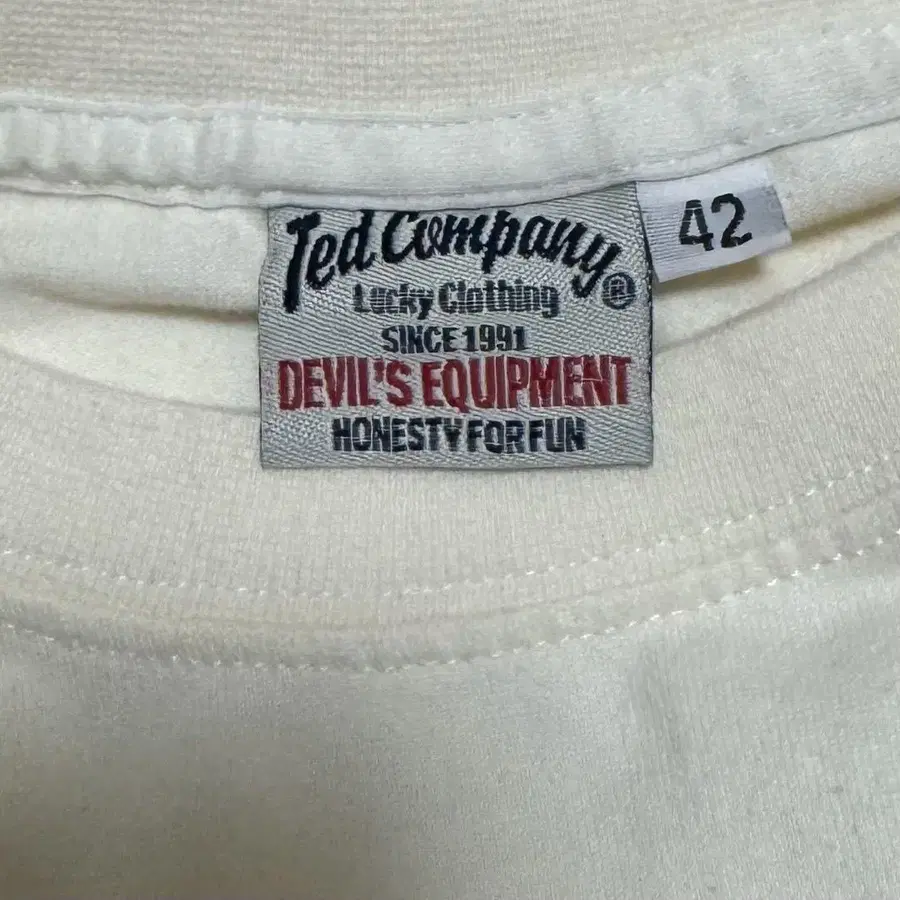 Ted Company®
42
Lucky Clothing
SINCE 1991
DEVIL'S EQUIPMENT
HONESTY FOR FUN